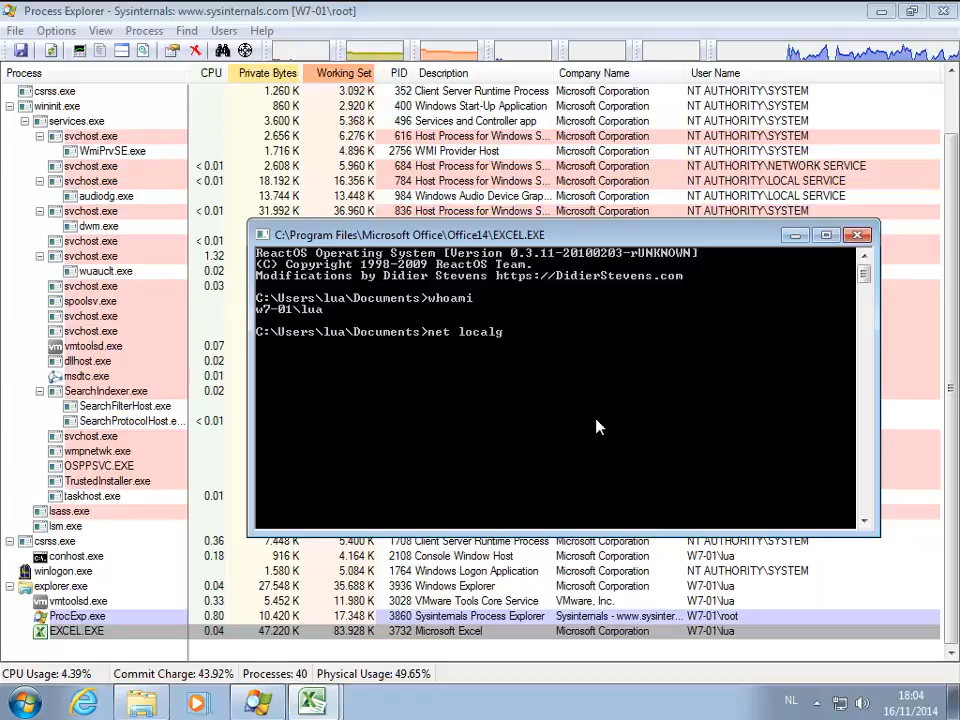 Process Explorer - Sysinternals: www.sysinternals.com [W7-01\root]
File Options View Process Find Users Help
Process CPU Private Bytes Working Set PID Description Company Name User Name
csrss.exe 1.260 K 3.092 K 352 Client Server Runtime Process Microsoft Corporation NT AUTHORITY\SYSTEM
wininit.exe 860 K 2.920 K 400 Windows Start-Up Application Microsoft Corporation NT AUTHORITY\SYSTEM
services.exe 3.600 K 5.368 K 496 Services and Controller app Microsoft Corporation NT AUTHORITY\SYSTEM
svchost.exe 2.656 K 6.276 K 616 Host Process for Windows S... Microsoft Corporation NT AUTHORITY\SYSTEM
WmiPrvSE.exe 1.716 K 4.896 K 2756 WMI Provider Host Microsoft Corporation NT AUTHORITY\SYSTEM
svchost.exe < 0.01 2.608 K 5.960 K 684 Host Process for Windows S... Microsoft Corporation NT AUTHORITY\NETWORK SERVICE
svchost.exe < 0.01 18.192 K 16.356 K 784 Host Process for Windows S... Microsoft Corporation NT AUTHORITY\LOCAL SERVICE
audiodg.exe 13.744 K 13.448 K 984 Windows Audio Device Grap... Microsoft Corporation NT AUTHORITY\LOCAL SERVICE
svchost.exe < 0.01 31.992 K 36.960 K 836 Host Process for Windows S... Microsoft Corporation NT AUTHORITY\SYSTEM
dwm.exe
svchost.exe < 0.01
svchost.exe 1.32
wuauclt.exe 0.02
svchost.exe 0.03
spoolsv.exe
svchost.exe
svchost.exe
vmtoolsd.exe 0.07
dllhost.exe 0.02
msdtc.exe 0.01
SearchIndexer.exe 0.02
SearchFilterHost.exe
SearchProtocolHost.e... < 0.01
svchost.exe
wmpnetwk.exe
OSPPSVC.EXE
TrustedInstaller.exe
taskhost.exe 0.01
lsass.exe
lsm.exe
C:\Program Files\Microsoft Office\Office14\EXCEL.EXE
ReactOS Operating System [Version 0.3.11-20100203-rUNKNOWN]
(C) Copyright 1998-2009 ReactOS Team.
Modifications by Didier Stevens https://DidierStevens.com
C:\Users\lua\Documents>whoami
w7-01\lua
C:\Users\lua\Documents>net localg
csrss.exe 0.36 7.448 K 5.400 K 1708 Client Server Runtime Process Microsoft Corporation NT AUTHORITY\SYSTEM
conhost.exe 0.18 916 K 4.164 K 2108 Console Window Host Microsoft Corporation W7-01\lua
winlogon.exe 1.580 K 5.084 K 1764 Windows Logon Application Microsoft Corporation NT AUTHORITY\SYSTEM
explorer.exe 0.04 27.548 K 35.688 K 3936 Windows Explorer Microsoft Corporation W7-01\lua
vmtoolsd.exe 0.33 5.452 K 11.980 K 3028 VMware Tools Core Service VMware, Inc. W7-01\lua
ProcExp.exe 0.80 10.420 K 17.348 K 3860 Sysinternals Process Explorer Sysinternals - www.sysinter... W7-01\root
EXCEL.EXE 0.04 47.220 K 83.928 K 3732 Microsoft Excel Microsoft Corporation W7-01\lua
CPU Usage: 4.39% Commit Charge: 43.92% Processes: 40 Physical Usage: 49.65%
NL
18:04
16/11/2014